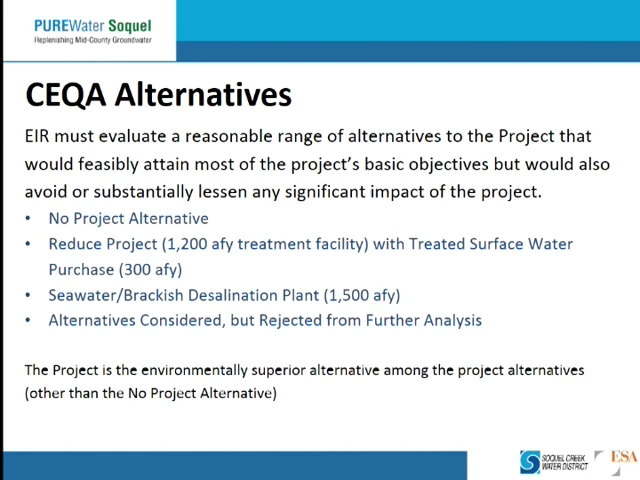 PUREWater Soquel
Replenishing Mid-County Groundwater
CEQA Alternatives
EIR must evaluate a reasonable range of alternatives to the Project that
would feasibly attain most of the project's basic objectives but would also
avoid or substantially lessen any significant impact of the project.
• No Project Alternative
• Reduce Project (1,200 afy treatment facility) with Treated Surface Water
Purchase (300 afy)
• Seawater/Brackish Desalination Plant (1,500 afy)
• Alternatives Considered, but Rejected from Further Analysis
The Project is the environmentally superior alternative among the project alternatives
(other than the No Project Alternative)
SOQUEL CREEK
WATER DISTRICT
ESA